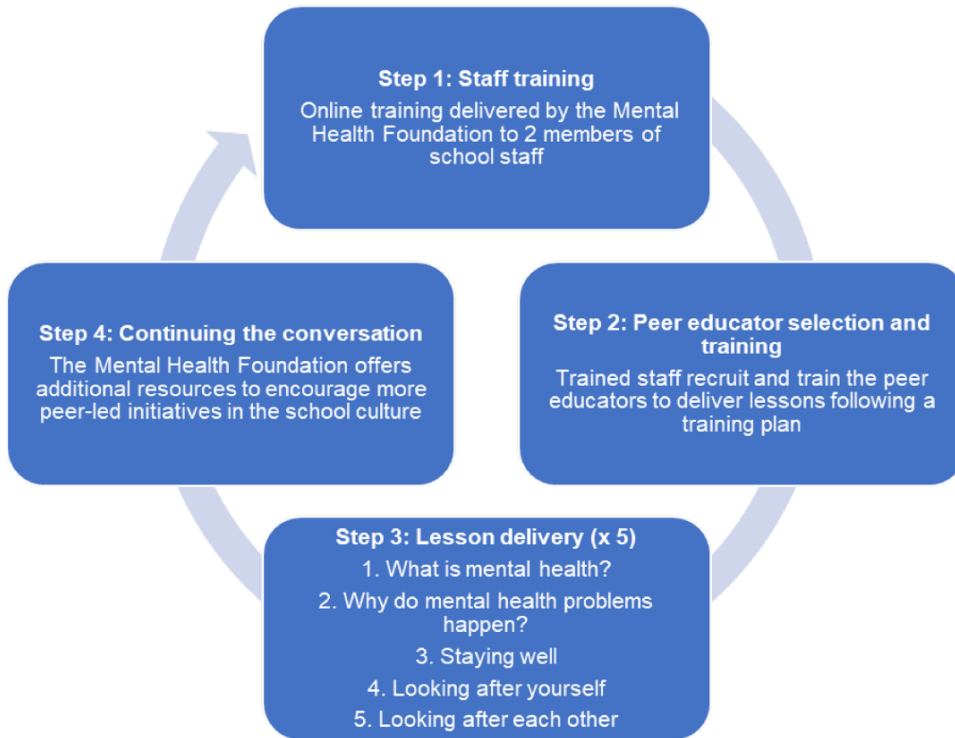 Step 1: Staff training
Online training delivered by the Mental
Health Foundation to 2 members of
school staff
Step 2: Peer educator selection and
training
Trained staff recruit and train the peer
educators to deliver lessons following a
training plan
Step 3: Lesson delivery (x 5)
1. What is mental health?
2. Why do mental health problems
happen?
3. Staying well
4. Looking after yourself
5. Looking after each other
Step 4: Continuing the conversation
The Mental Health Foundation offers
additional resources to encourage more
peer-led initiatives in the school culture